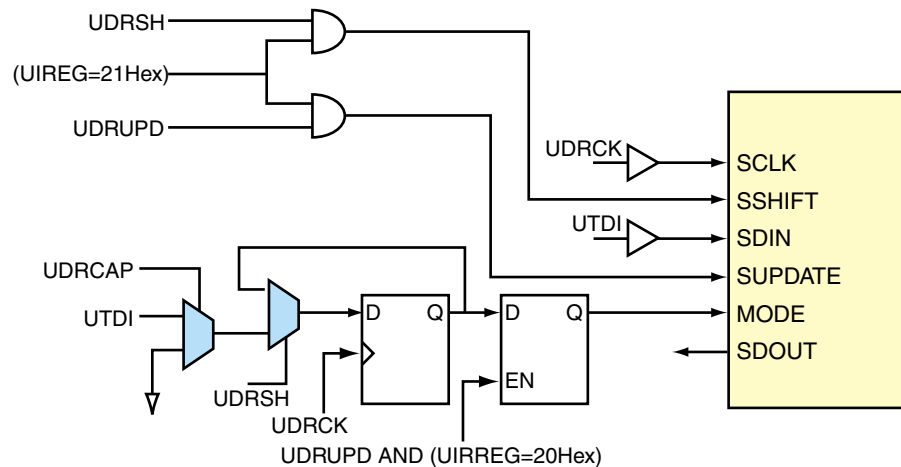 UDRSH
(UIREG=21Hex)
UDRUPD
UDRCK
SCLK
SSHIFT
UTDI
SDIN
UDRCAP
SUPDATE
UTDI
D
Q
D
Q
MODE
SDOUT
EN
UDRSH
UDRCK
UDRUPD AND (UIRREG=20Hex)